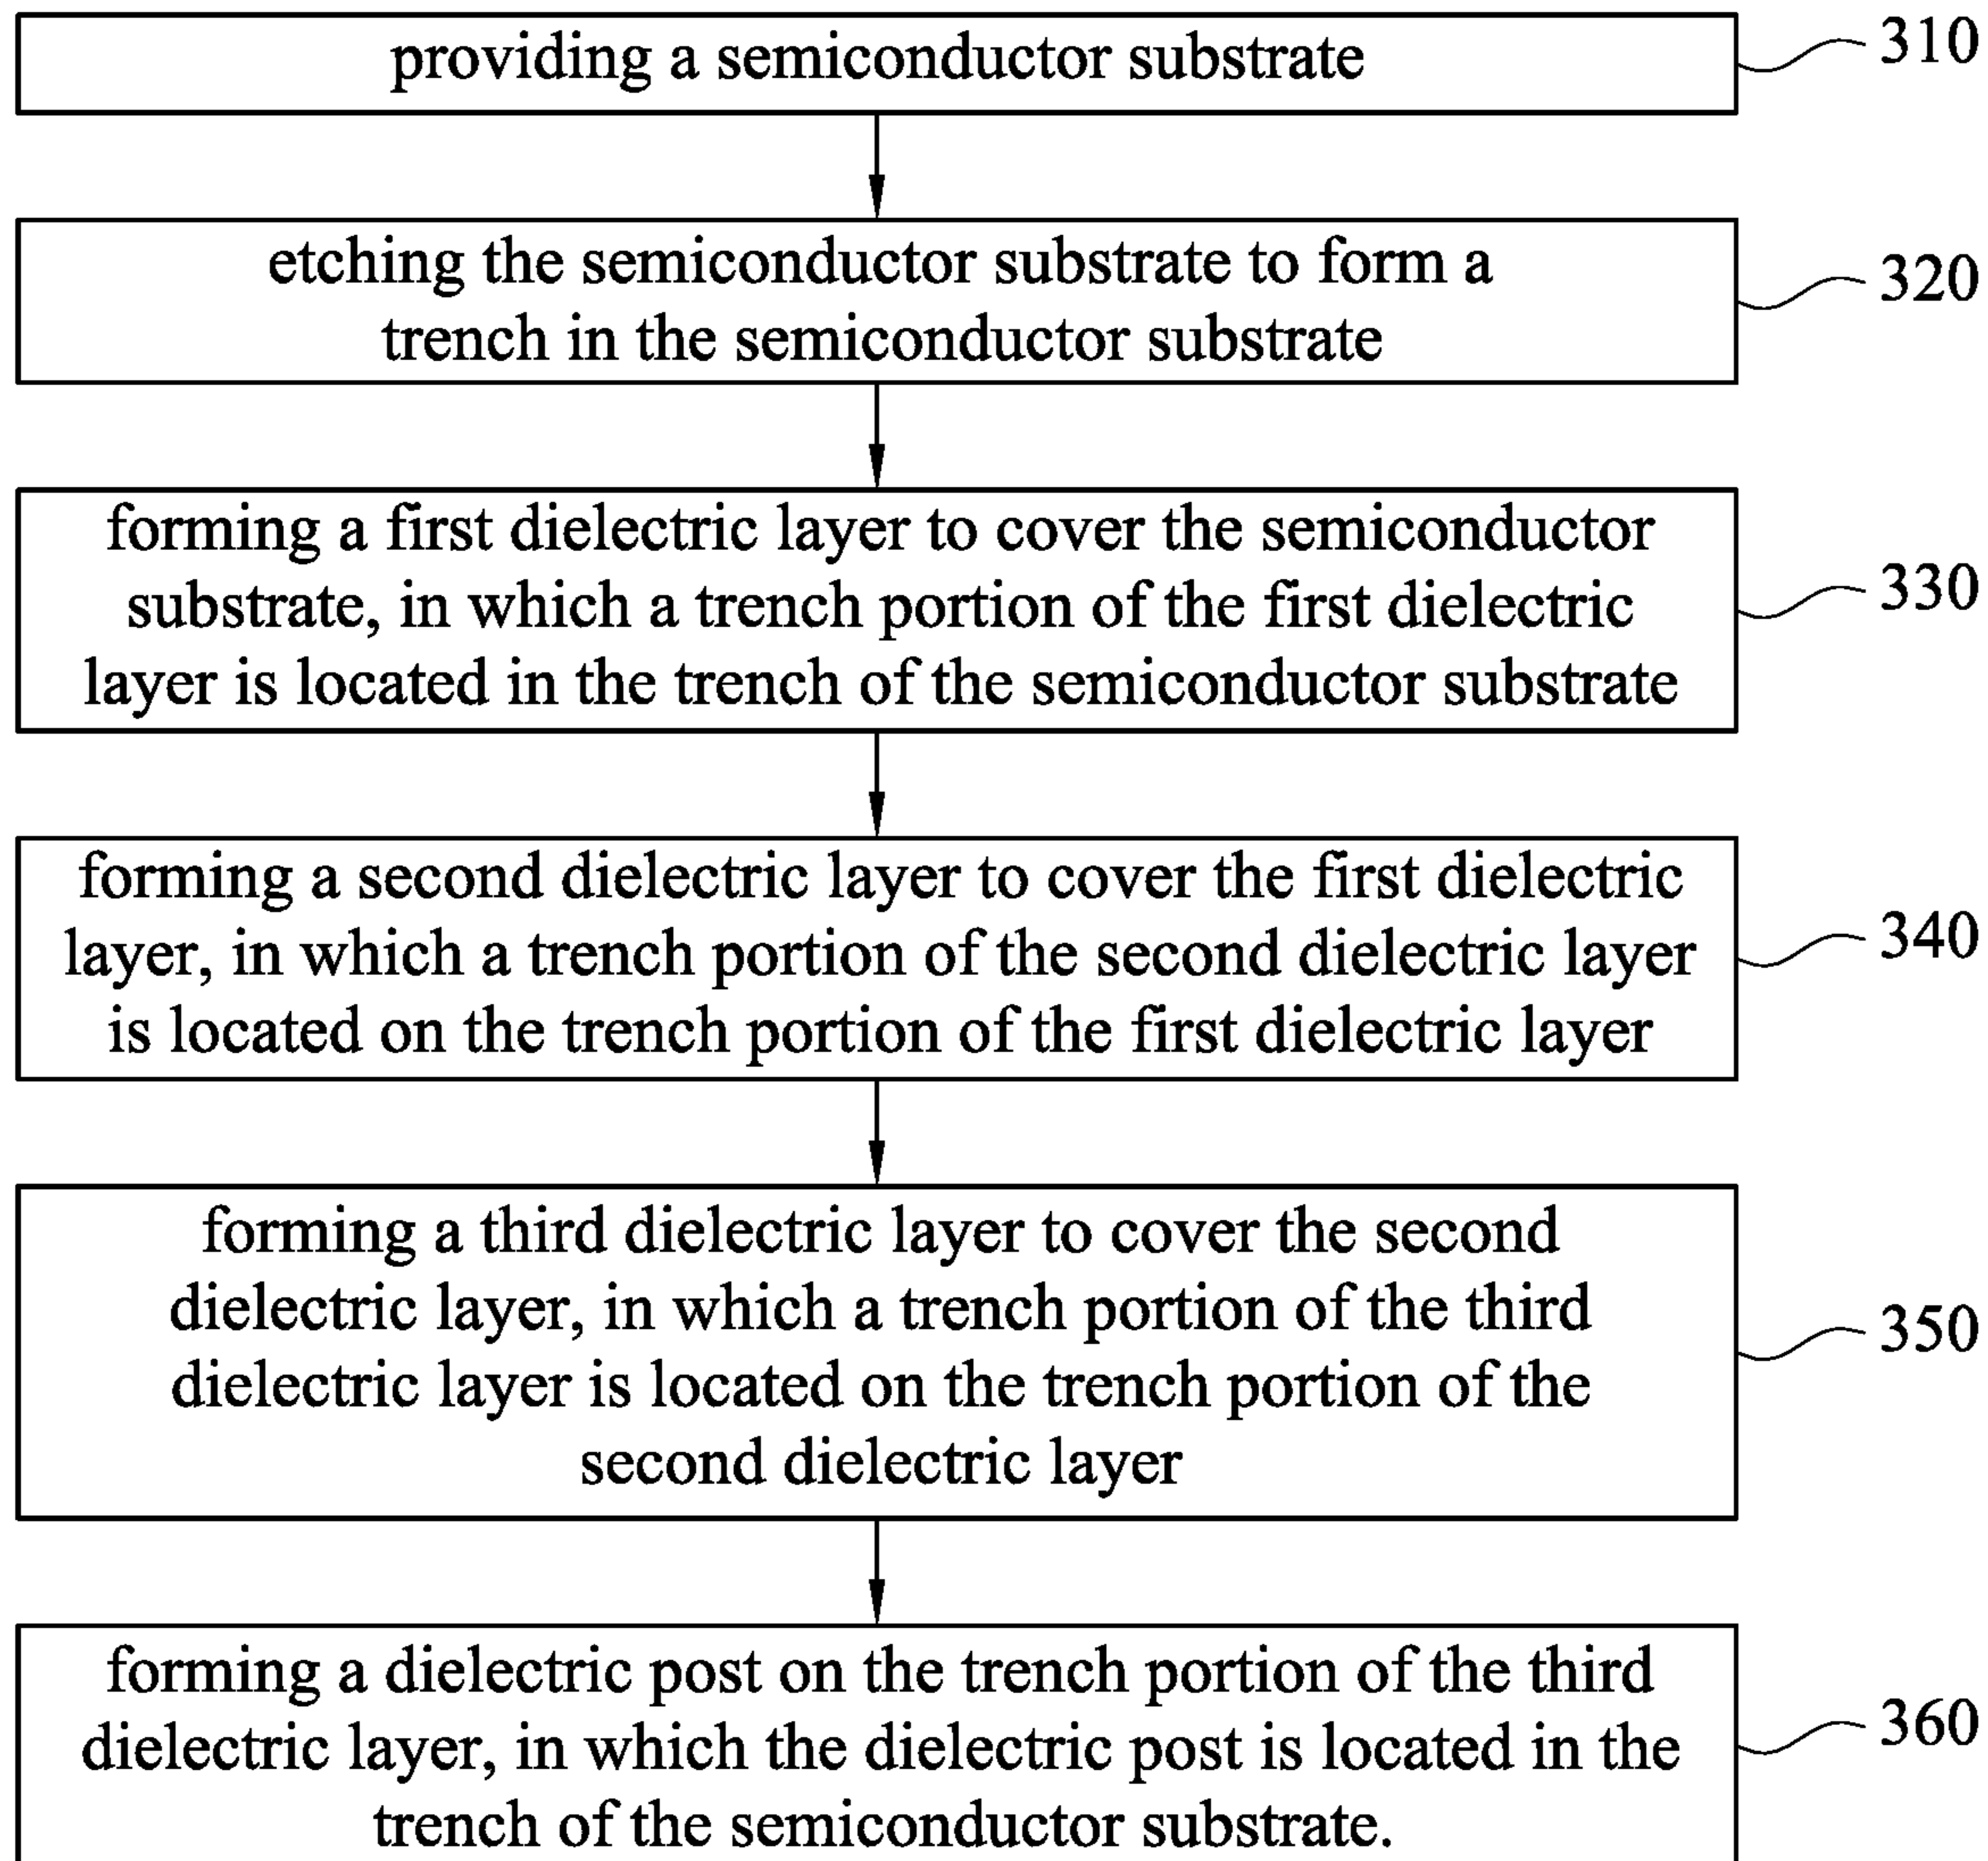 providing a semiconductor substrate
310
etching the semiconductor substrate to form a
trench in the semiconductor substrate
320
forming a first dielectric layer to cover the semiconductor
substrate, in which a trench portion of the first dielectric
layer is located in the trench of the semiconductor substrate
330
forming a second dielectric layer to cover the first dielectric
layer, in which a trench portion of the second dielectric layer
is located on the trench portion of the first dielectric layer
340
forming a third dielectric layer to cover the second
dielectric layer, in which a trench portion of the third
dielectric layer is located on the trench portion of the
second dielectric layer
350
forming a dielectric post on the trench portion of the third
dielectric layer, in which the dielectric post is located in the
trench of the semiconductor substrate.
360